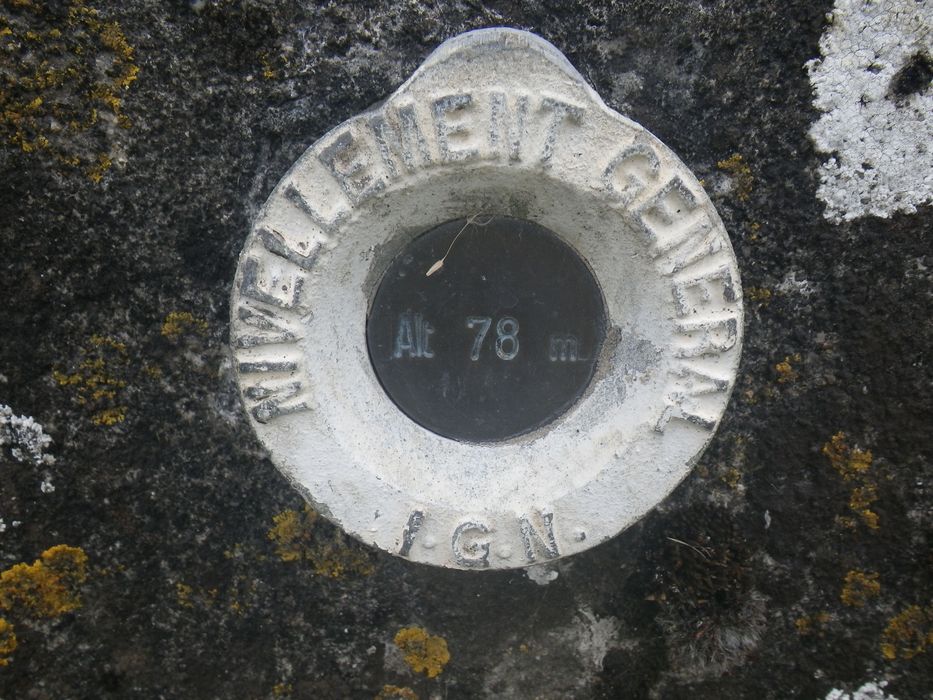 NIVELLEMENT GENERAL
Alt 78 m
I.G.N.